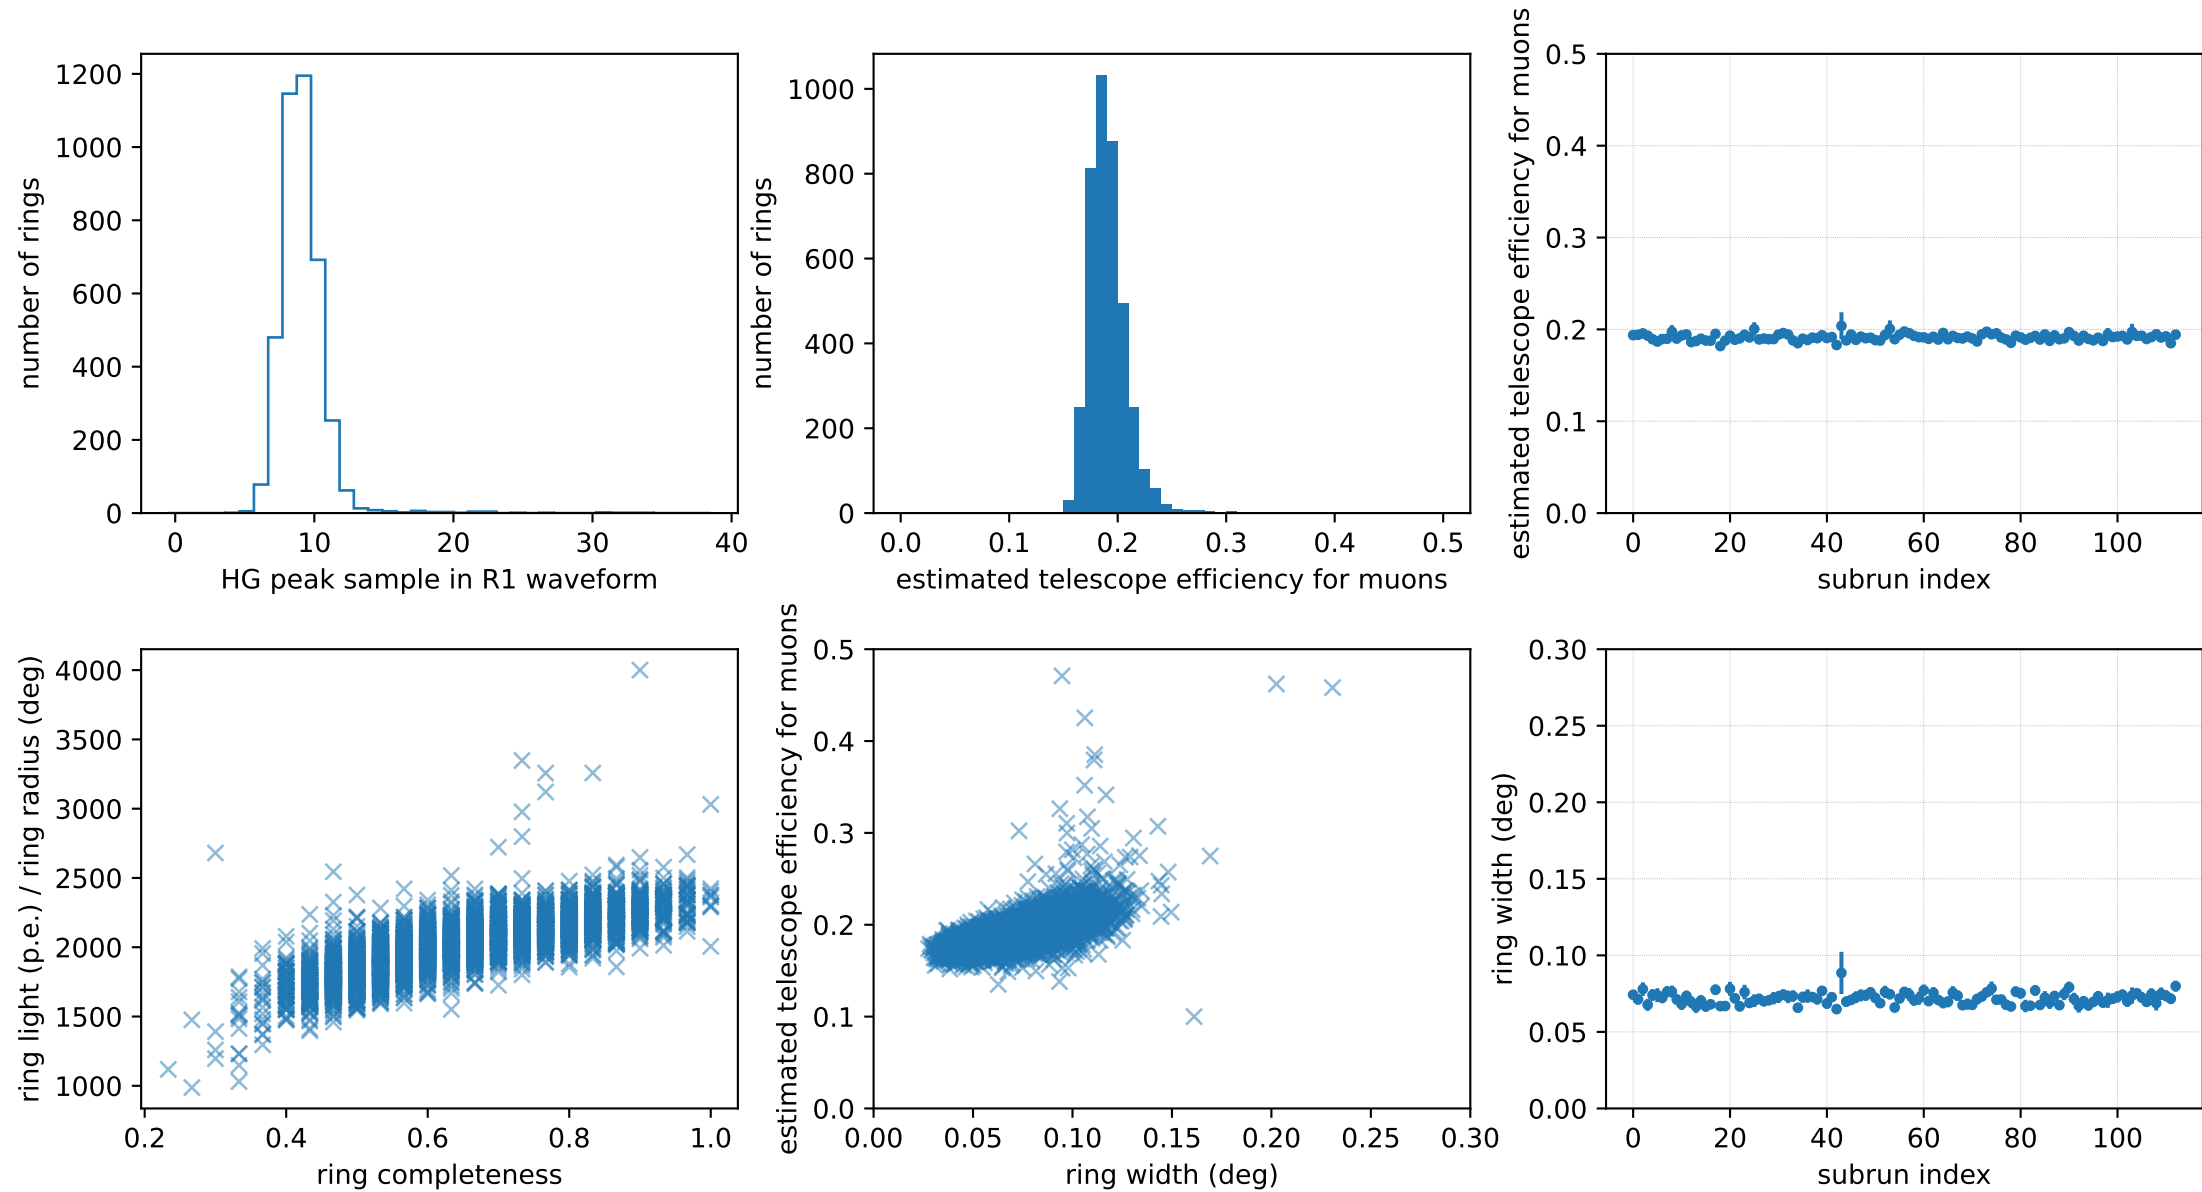 1200
1000
800
600
400
200
0
number of rings
0 10 20 30 40
HG peak sample in R1 waveform
1000
800
600
400
200
0
number of rings
0.0 0.1 0.2 0.3 0.4 0.5
estimated telescope efficiency for muons
0.5
0.4
0.3
0.2
0.1
0.0
estimated telescope efficiency for muons
0 20 40 60 80 100
subrun index
4000
3500
3000
2500
2000
1500
1000
ring light (p.e.) / ring radius (deg)
0.2 0.4 0.6 0.8 1.0
ring completeness
0.5
0.4
0.3
0.2
0.1
0.0
estimated telescope efficiency for muons
0.00 0.05 0.10 0.15 0.20 0.25 0.30
ring width (deg)
0.30
0.25
0.20
0.15
0.10
0.05
0.00
ring width (deg)
0 20 40 60 80 100
subrun index